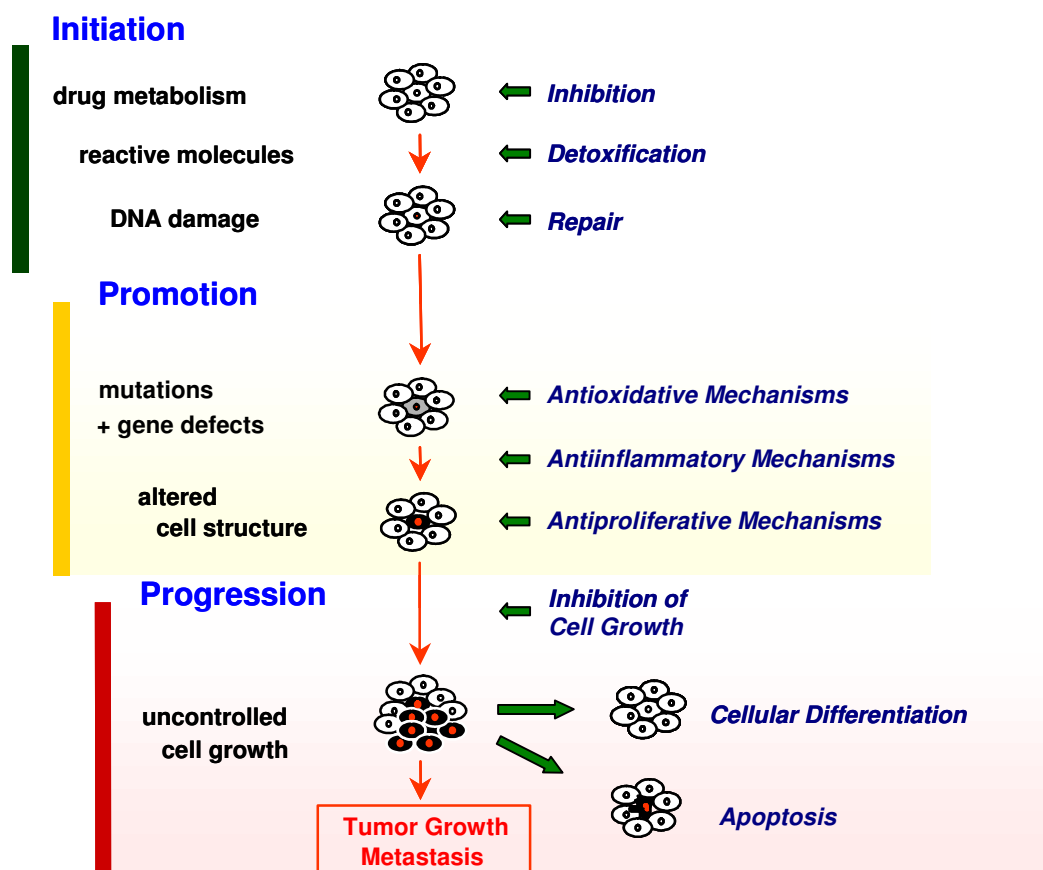 Initiation
drug metabolism
Inhibition
reactive molecules
Detoxification
DNA damage
Repair
Promotion
mutations
+ gene defects
Antioxidative Mechanisms
Antiinflammatory Mechanisms
altered
cell structure
Antiproliferative Mechanisms
Progression
Inhibition of
Cell Growth
uncontrolled
cell growth
Cellular Differentiation
Apoptosis
Tumor Growth
Metastasis